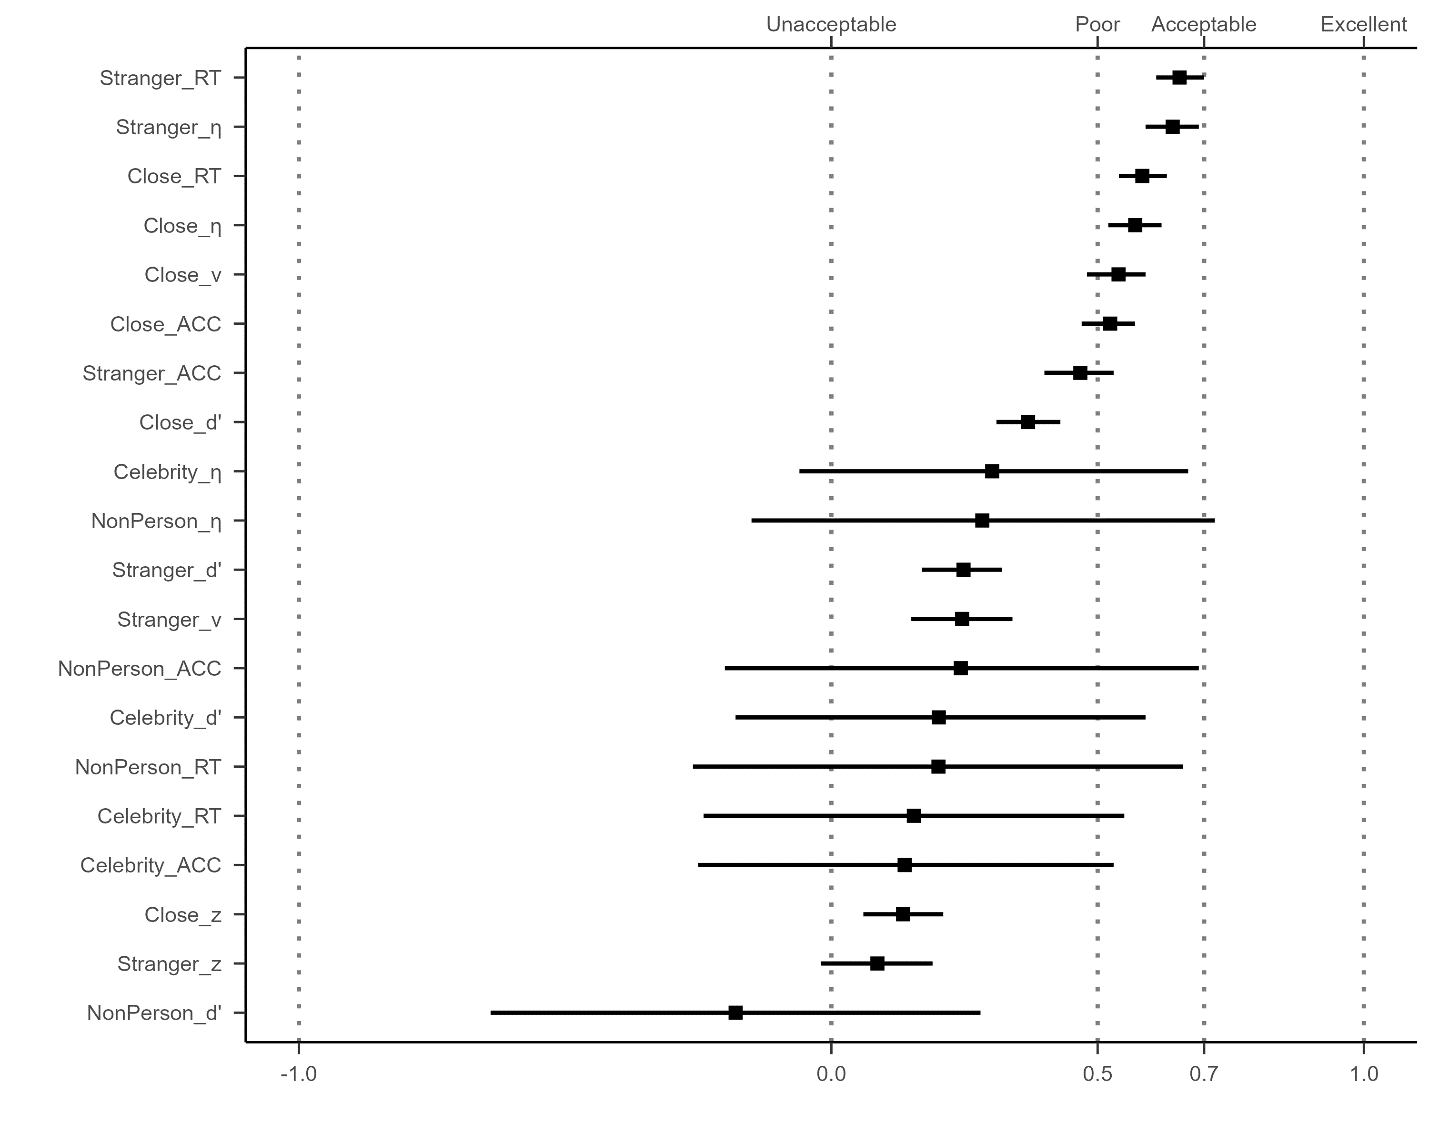 Unacceptable Poor Acceptable Excellent
Stranger_RT
Stranger_η
Close_RT
Close_η
Close_v
Close_ACC
Stranger_ACC
Close_d'
Celebrity_η
NonPerson_η
Stranger_d'
Stranger_v
NonPerson_ACC
Celebrity_d'
NonPerson_RT
Celebrity_RT
Celebrity_ACC
Close_z
Stranger_z
NonPerson_d'
-1.0 0.0 0.5 0.7 1.0